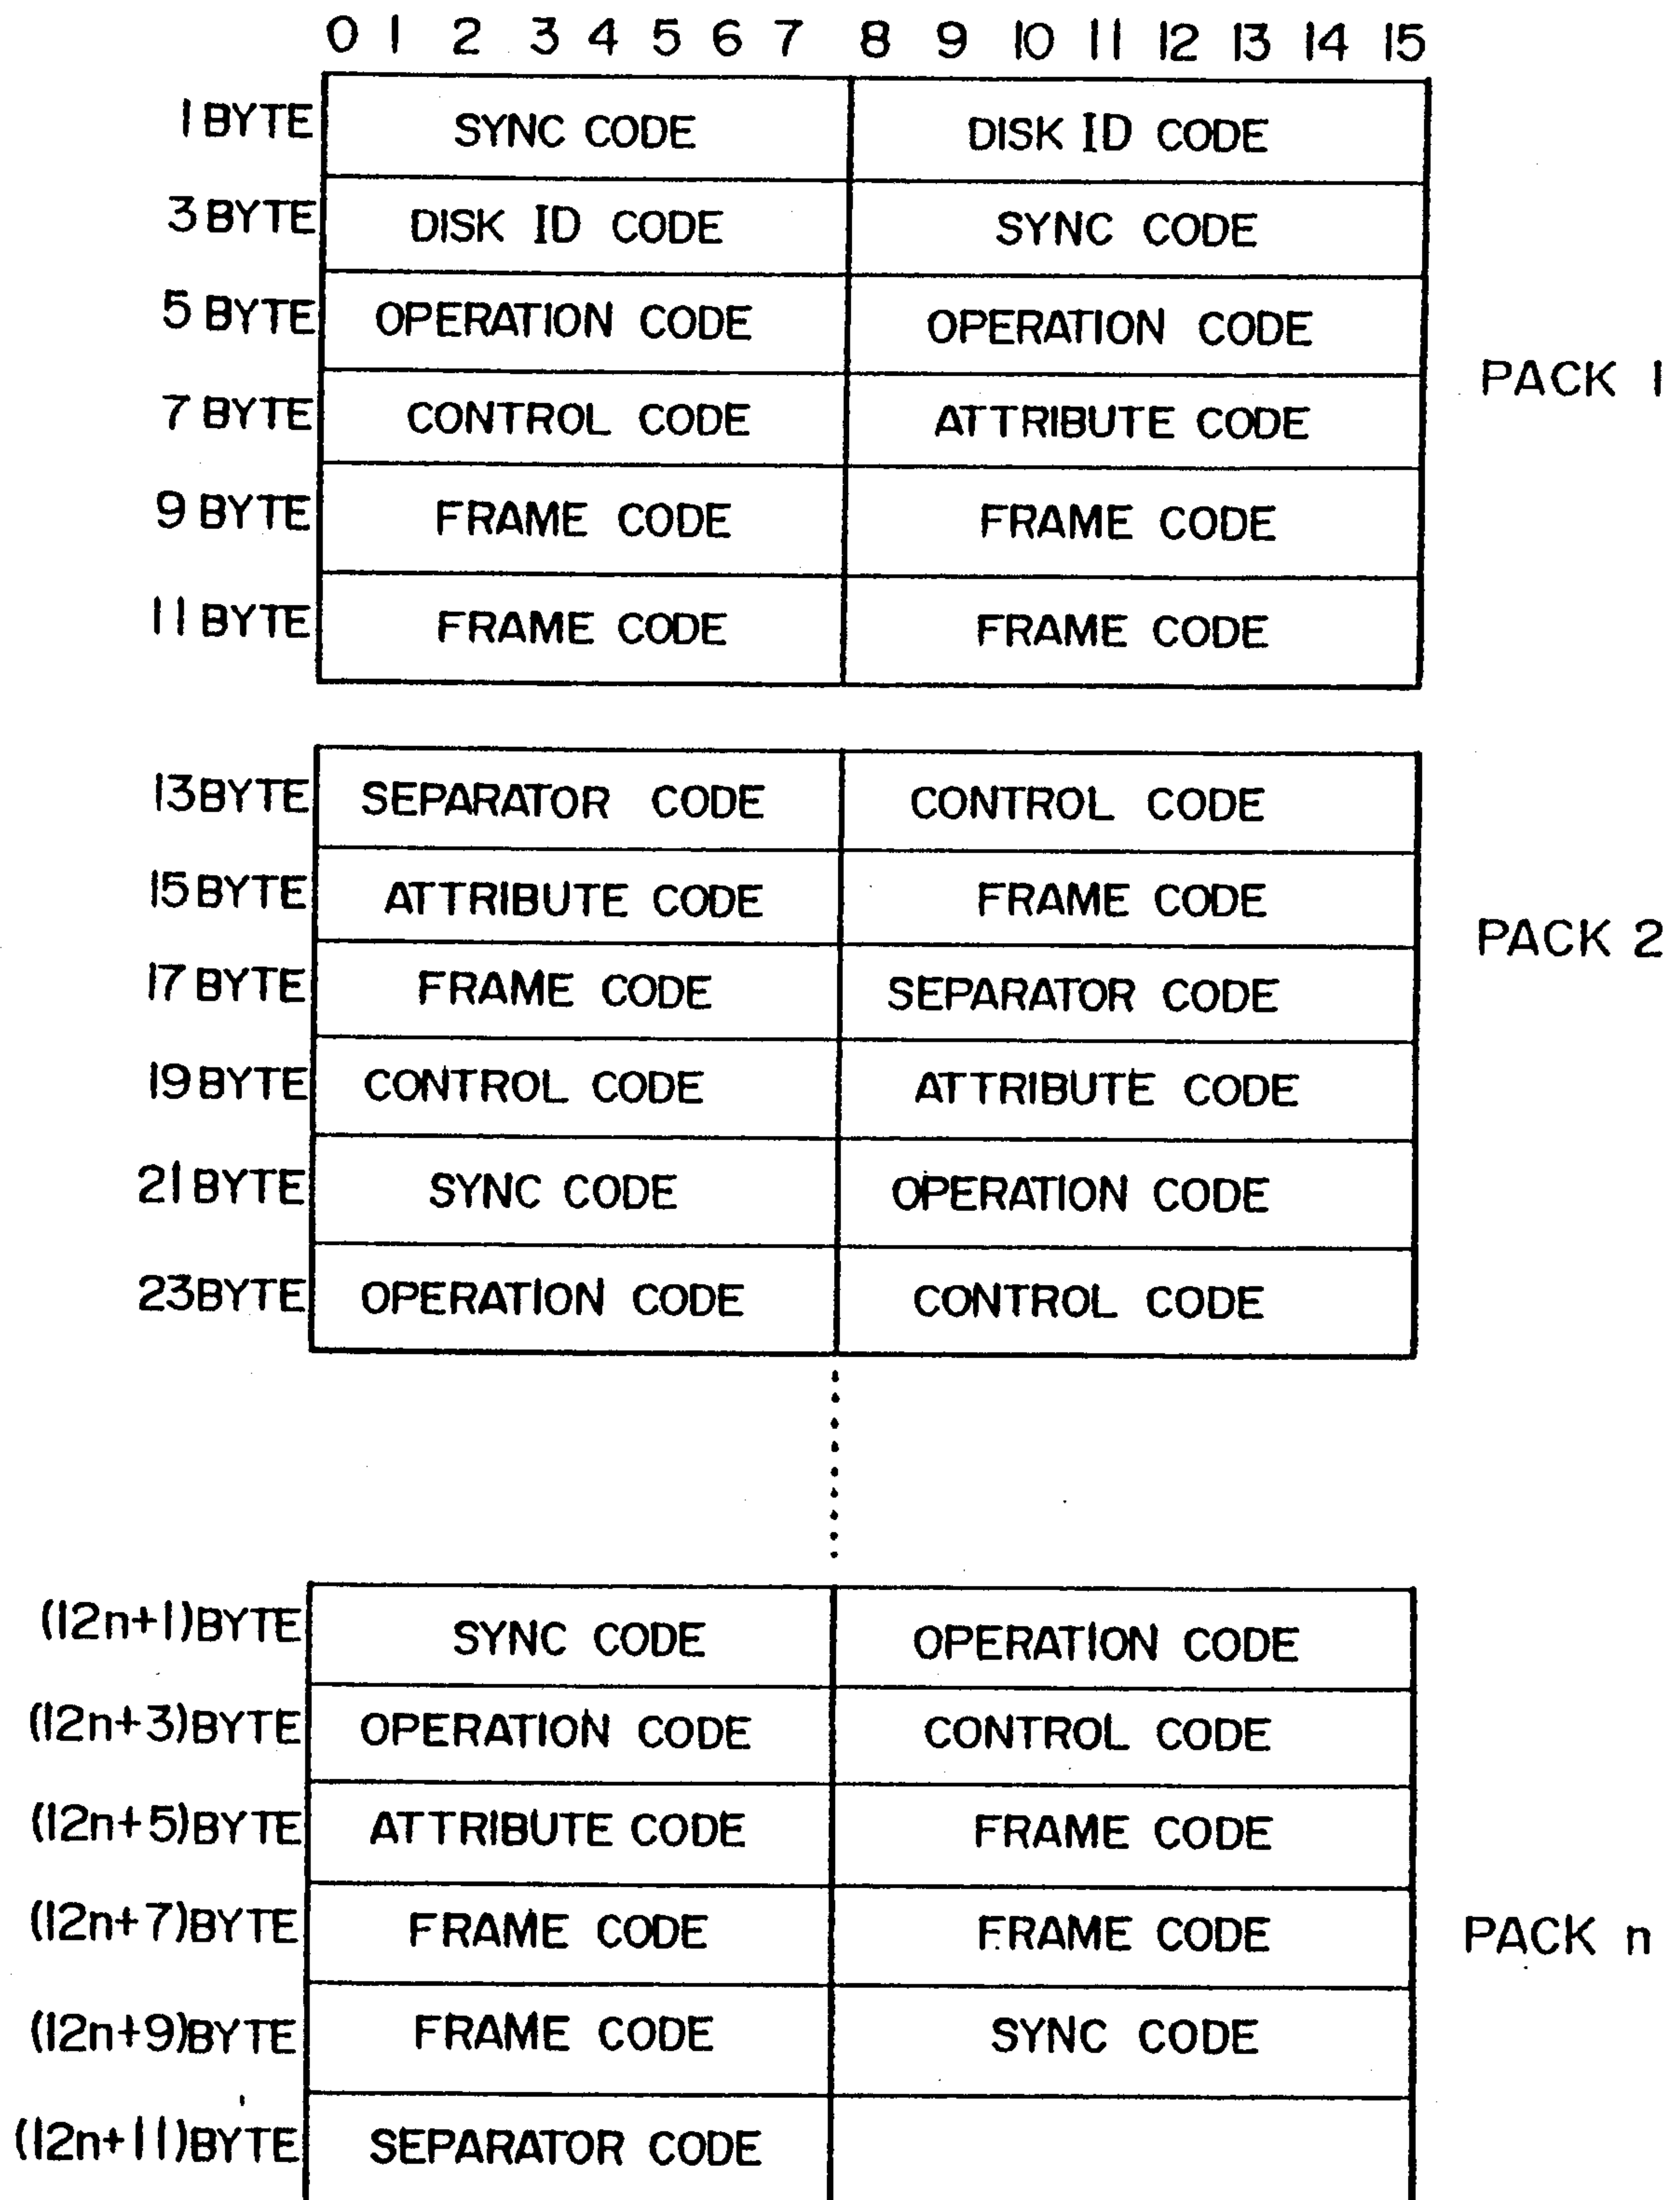 0 1 2 3 4 5 6 7 8 9 10 11 12 13 14 15
1 BYTE SYNC CODE DISK ID CODE
3 BYTE DISK ID CODE SYNC CODE
5 BYTE OPERATION CODE OPERATION CODE
PACK 1
7 BYTE CONTROL CODE ATTRIBUTE CODE
9 BYTE FRAME CODE FRAME CODE
11 BYTE FRAME CODE FRAME CODE
13 BYTE SEPARATOR CODE CONTROL CODE
15 BYTE ATTRIBUTE CODE FRAME CODE
PACK 2
17 BYTE FRAME CODE SEPARATOR CODE
19 BYTE CONTROL CODE ATTRIBUTE CODE
21 BYTE SYNC CODE OPERATION CODE
23 BYTE OPERATION CODE CONTROL CODE
(12n+1)BYTE SYNC CODE OPERATION CODE
(12n+3)BYTE OPERATION CODE CONTROL CODE
(12n+5)BYTE ATTRIBUTE CODE FRAME CODE
(12n+7)BYTE FRAME CODE FRAME CODE
PACK n
(12n+9)BYTE FRAME CODE SYNC CODE
(12n+11)BYTE SEPARATOR CODE